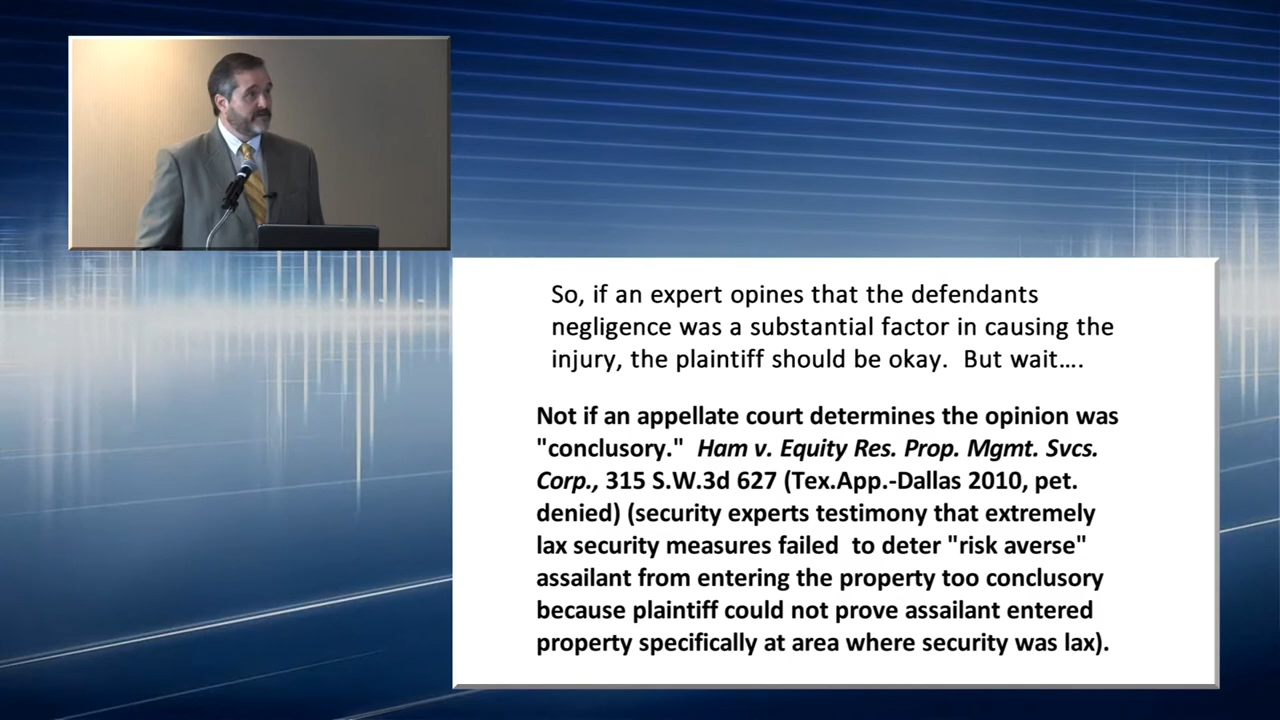 So, if an expert opines that the defendants
negligence was a substantial factor in causing the
injury, the plaintiff should be okay.  But wait....
Not if an appellate court determines the opinion was
"conclusory."  Ham v. Equity Res. Prop. Mgmt. Svcs.
Corp., 315 S.W.3d 627 (Tex.App.-Dallas 2010, pet.
denied) (security experts testimony that extremely
lax security measures failed  to deter "risk averse"
assailant from entering the property too conclusory
because plaintiff could not prove assailant entered
property specifically at area where security was lax).